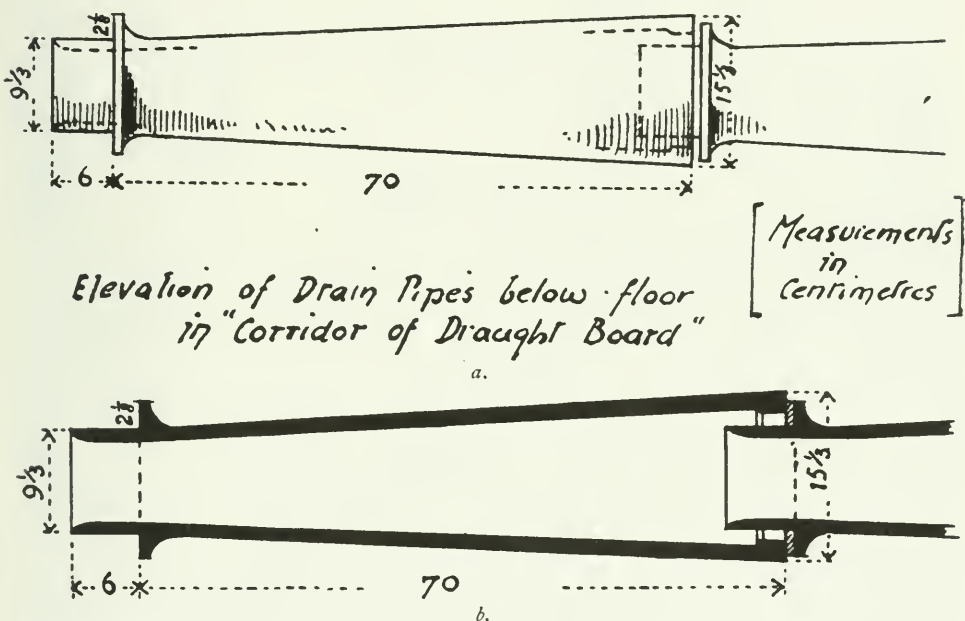 2⅛
9⅓
15⅓
6
70
[Measurements
in
Centimetres]
Elevation of Drain Pipes below floor
in "Corridor of Draught Board"
a.
2⅛
9⅓
15⅓
6
70
b.